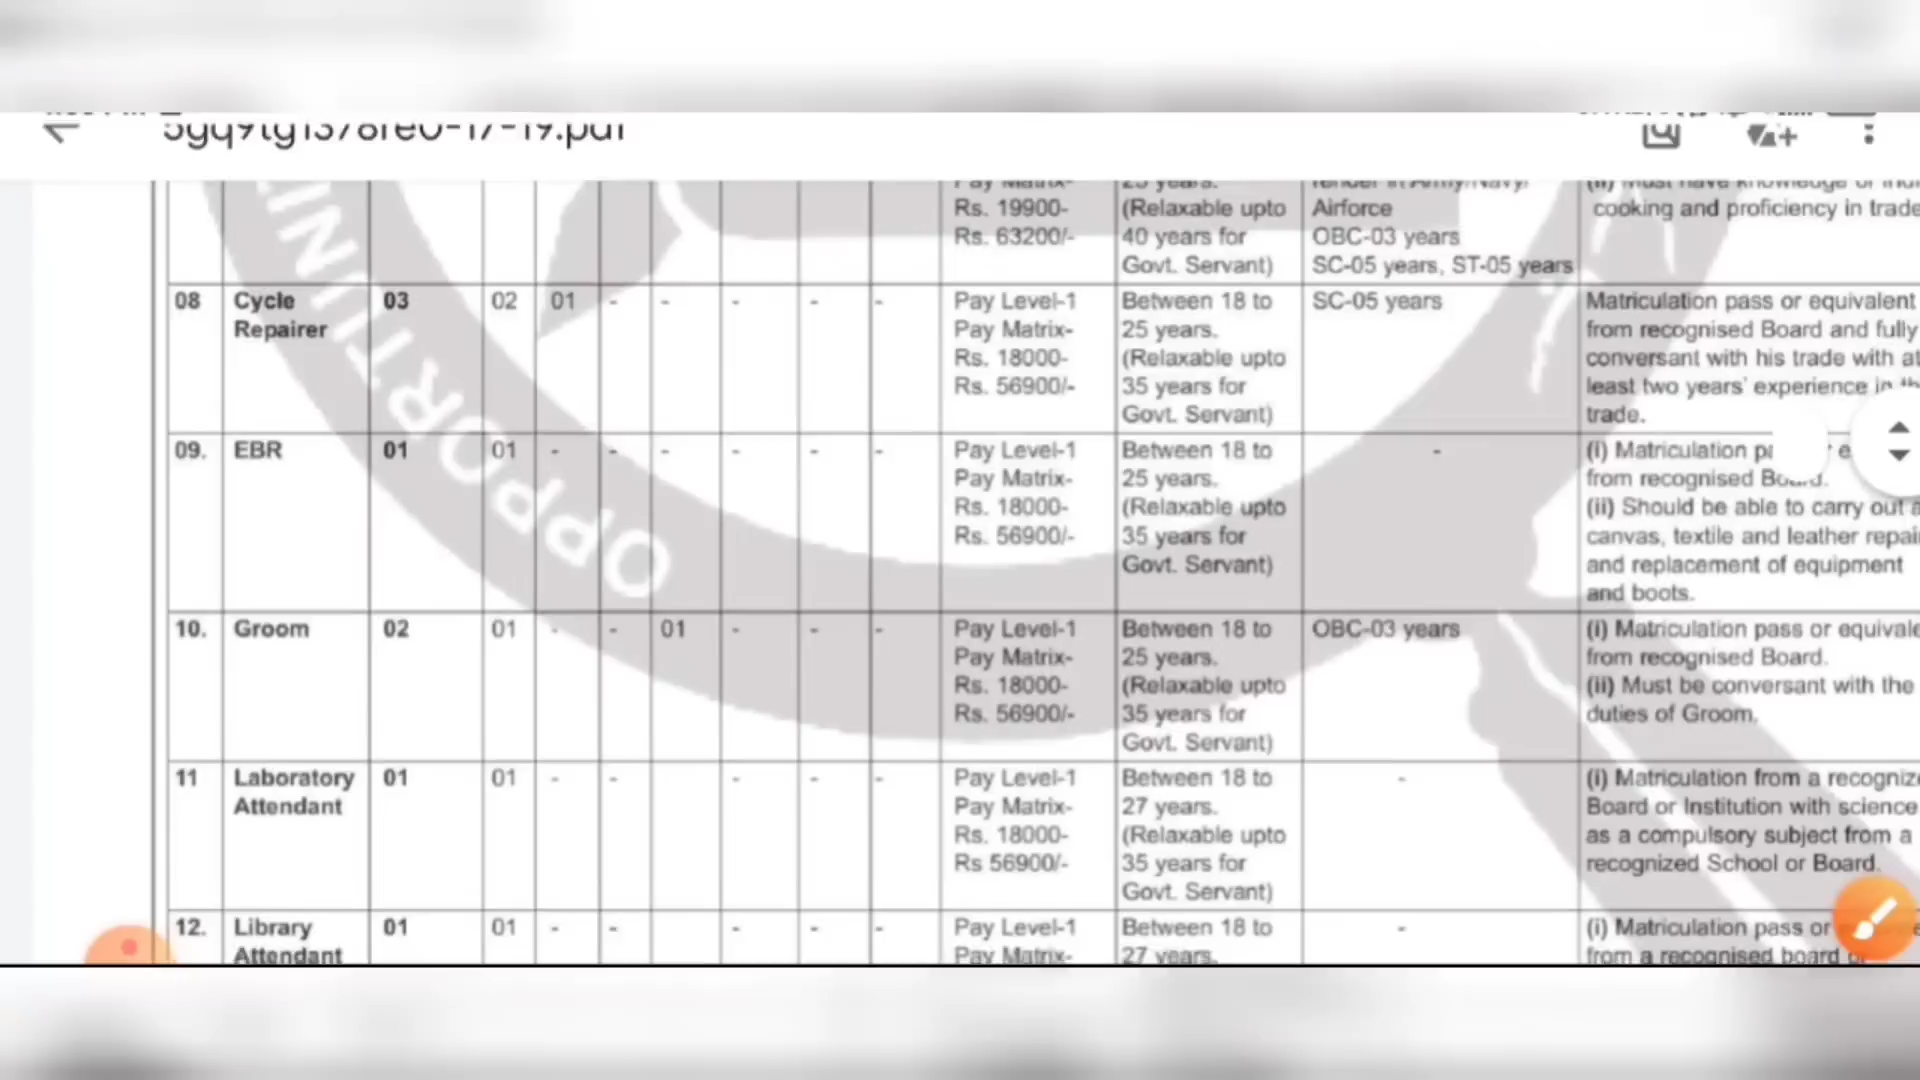 Rs. 19900-
Rs. 63200/-
25 years.
(Relaxable upto
40 years for
Govt. Servant)
Airforce
OBC-03 years
SC-05 years, ST-05 years
cooking and proficiency in trade
08 Cycle Repairer 03 02 01 - - - - -
Pay Level-1
Pay Matrix-
Rs. 18000-
Rs. 56900/-
Between 18 to
25 years.
(Relaxable upto
35 years for
Govt. Servant)
SC-05 years
Matriculation pass or equivalent
from recognised Board and fully
conversant with his trade with at
least two years' experience in
trade.
09. EBR 01 01 - - - - - -
Pay Level-1
Pay Matrix-
Rs. 18000-
Rs. 56900/-
Between 18 to
25 years.
(Relaxable upto
35 years for
Govt. Servant)
-
(i) Matriculation
from recognised Board.
(ii) Should be able to carry out
canvas, textile and leather
and replacement of equipment
and boots.
10. Groom 02 01 - - 01 - - -
Pay Level-1
Pay Matrix-
Rs. 18000-
Rs. 56900/-
Between 18 to
25 years.
(Relaxable upto
35 years for
Govt. Servant)
OBC-03 years
(i) Matriculation pass or
from recognised Board.
(ii) Must be conversant with the
duties of Groom.
11 Laboratory Attendant 01 01 - - - - -
Pay Level-1
Pay Matrix-
Rs. 18000-
Rs 56900/-
Between 18 to
27 years.
(Relaxable upto
35 years for
Govt. Servant)
-
(i) Matriculation from a
Board or Institution with science
as a compulsory subject from a
recognized School or Board.
12. Library Attendant 01 01 - - - - -
Pay Level-1
Pay Matrix-
Between 18 to
27 years.
-
(i) Matriculation pass or
from a recognised board